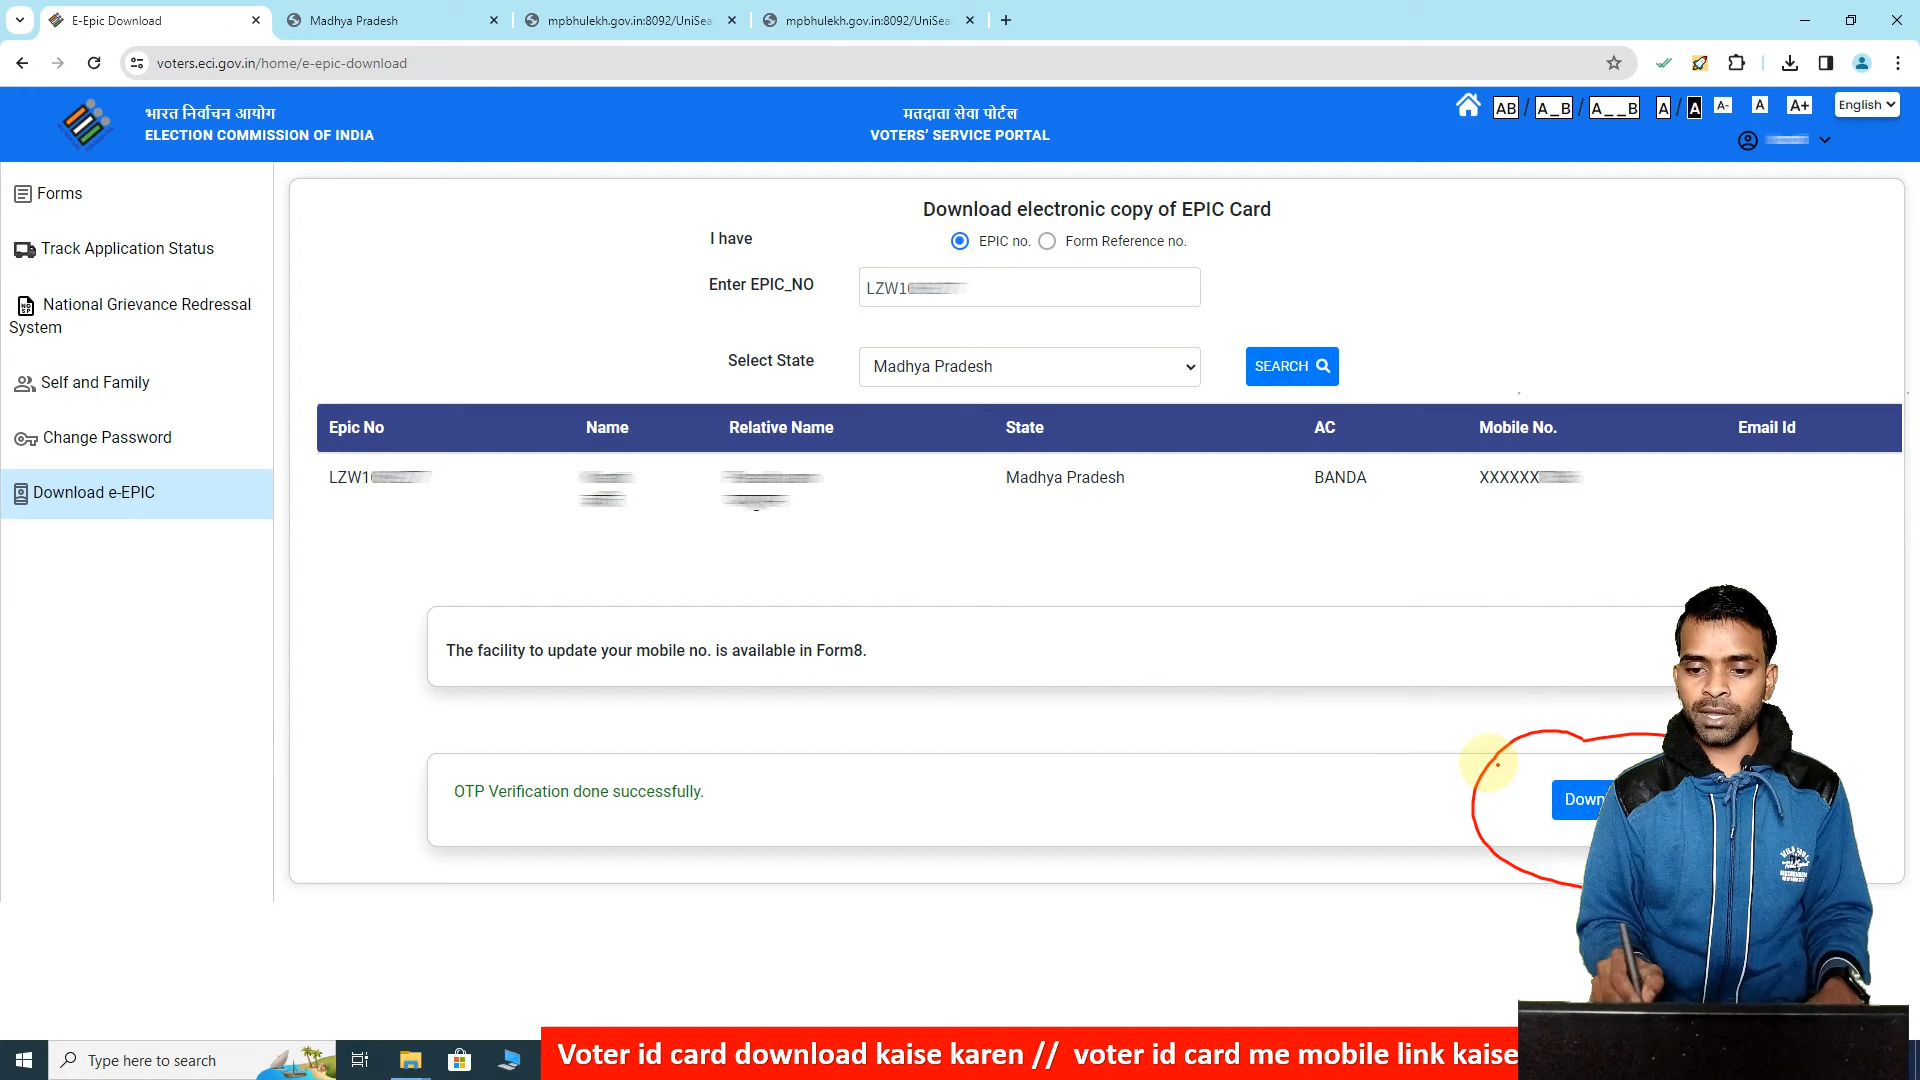 E-Epic Download
Madhya Pradesh
mpbhulekh.gov.in:8092/UniSea
mpbhulekh.gov.in:8092/UniSea
voters.eci.gov.in/home/e-epic-download
भारत निर्वाचन आयोग
ELECTION COMMISSION OF INDIA
मतदाता सेवा पोर्टल
VOTERS' SERVICE PORTAL
AB / A_B / A__B A / A A- A A+ English
Forms
Track Application Status
National Grievance Redressal
System
Self and Family
Change Password
Download e-EPIC
Download electronic copy of EPIC Card
I have EPIC no. Form Reference no.
Enter EPIC_NO LZW1
Select State Madhya Pradesh SEARCH
Epic No Name Relative Name State AC Mobile No. Email Id
LZW1 Madhya Pradesh BANDA XXXXXX
The facility to update your mobile no. is available in Form8.
OTP Verification done successfully.
Down
Type here to search
Voter id card download kaise karen // voter id card me mobile link kaise